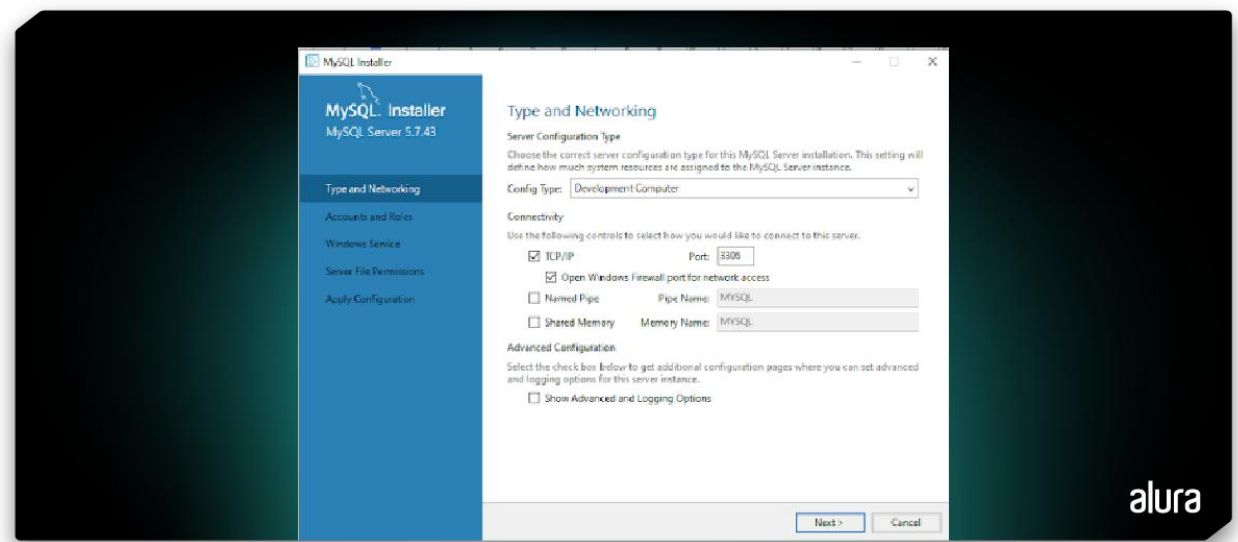 MySQL Installer
MySQL. Installer
MySQL Server 5.7.43
Type and Networking
Accounts and Roles
Windows Service
Server File Permissions
Apply Configuration
Type and Networking
Server Configuration Type
Choose the correct server configuration type for this MySQL Server installation. This setting will
define how much system resources are assigned to the MySQL Server instance.
Config Type: Development Computer
Connectivity
Use the following controls to select how you would like to connect to this server.
TCP/IP Port: 3306
Open Windows Firewall port for network access
Named Pipe Pipe Name: MYSQL
Shared Memory Memory Name: MYSQL
Advanced Configuration
Select the check box below to get additional configuration pages where you can set advanced
and logging options for this server instance.
Show Advanced and Logging Options
Next > Cancel
alura